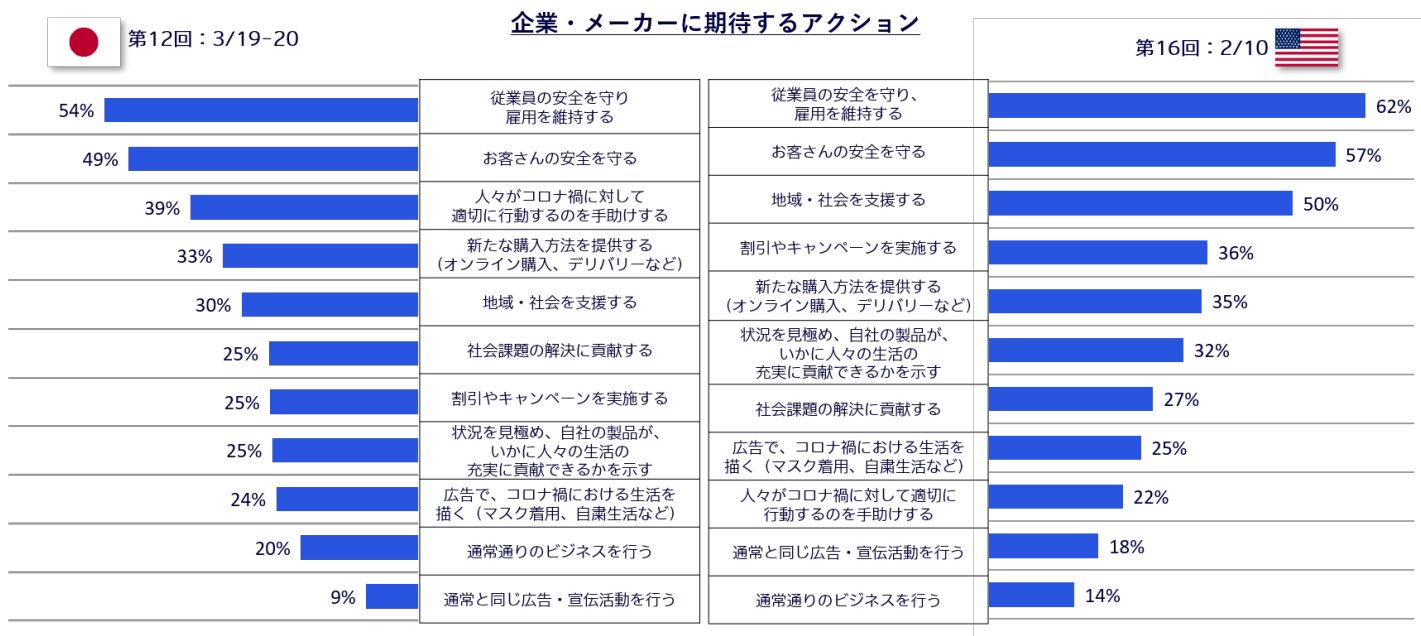 企業・メーカーに期待するアクション
第12回：3/19-20
第16回：2/10
54%
従業員の安全を守り
雇用を維持する
49%
お客さんの安全を守る
39%
人々がコロナ禍に対して
適切に行動するのを手助けする
33%
新たな購入方法を提供する
（オンライン購入、デリバリーなど）
30%
地域・社会を支援する
25%
社会課題の解決に貢献する
25%
割引やキャンペーンを実施する
25%
状況を見極め、自社の製品が、
いかに人々の生活の
充実に貢献できるかを示す
24%
広告で、コロナ禍における生活を
描く（マスク着用、自粛生活など）
20%
通常通りのビジネスを行う
9%
通常と同じ広告・宣伝活動を行う
従業員の安全を守り、
雇用を維持する
62%
お客さんの安全を守る
57%
地域・社会を支援する
50%
割引やキャンペーンを実施する
36%
新たな購入方法を提供する
（オンライン購入、デリバリーなど）
35%
状況を見極め、自社の製品が、
いかに人々の生活の
充実に貢献できるかを示す
32%
社会課題の解決に貢献する
27%
広告で、コロナ禍における生活を
描く（マスク着用、自粛生活など）
25%
人々がコロナ禍に対して適切に
行動するのを手助けする
22%
通常と同じ広告・宣伝活動を行う
18%
通常通りのビジネスを行う
14%